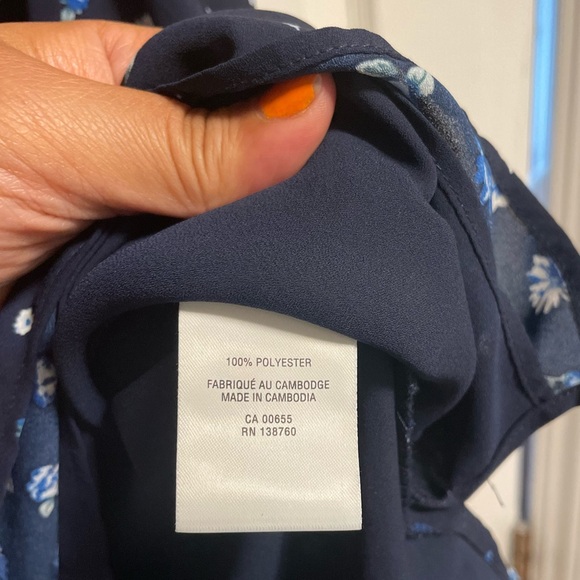 100% POLYESTER
FABRIQUÉ AU CAMBODGE
MADE IN CAMBODIA
CA 00655
RN 138760